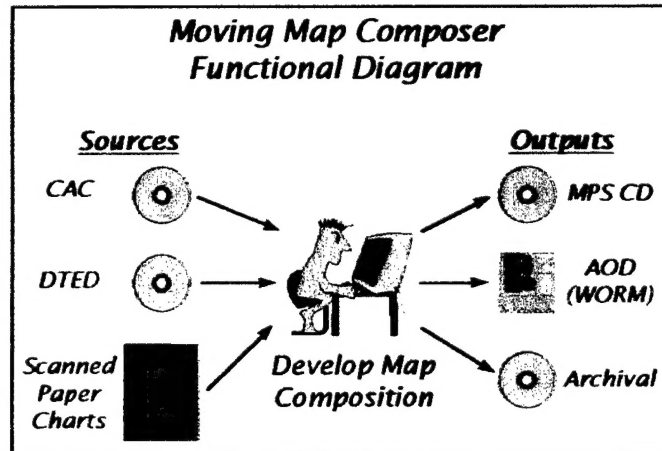 Moving Map Composer
Functional Diagram
Sources
CAC
DTED
Scanned
Paper
Charts
Develop Map
Composition
Outputs
MPS CD
AOD
(WORM)
Archival